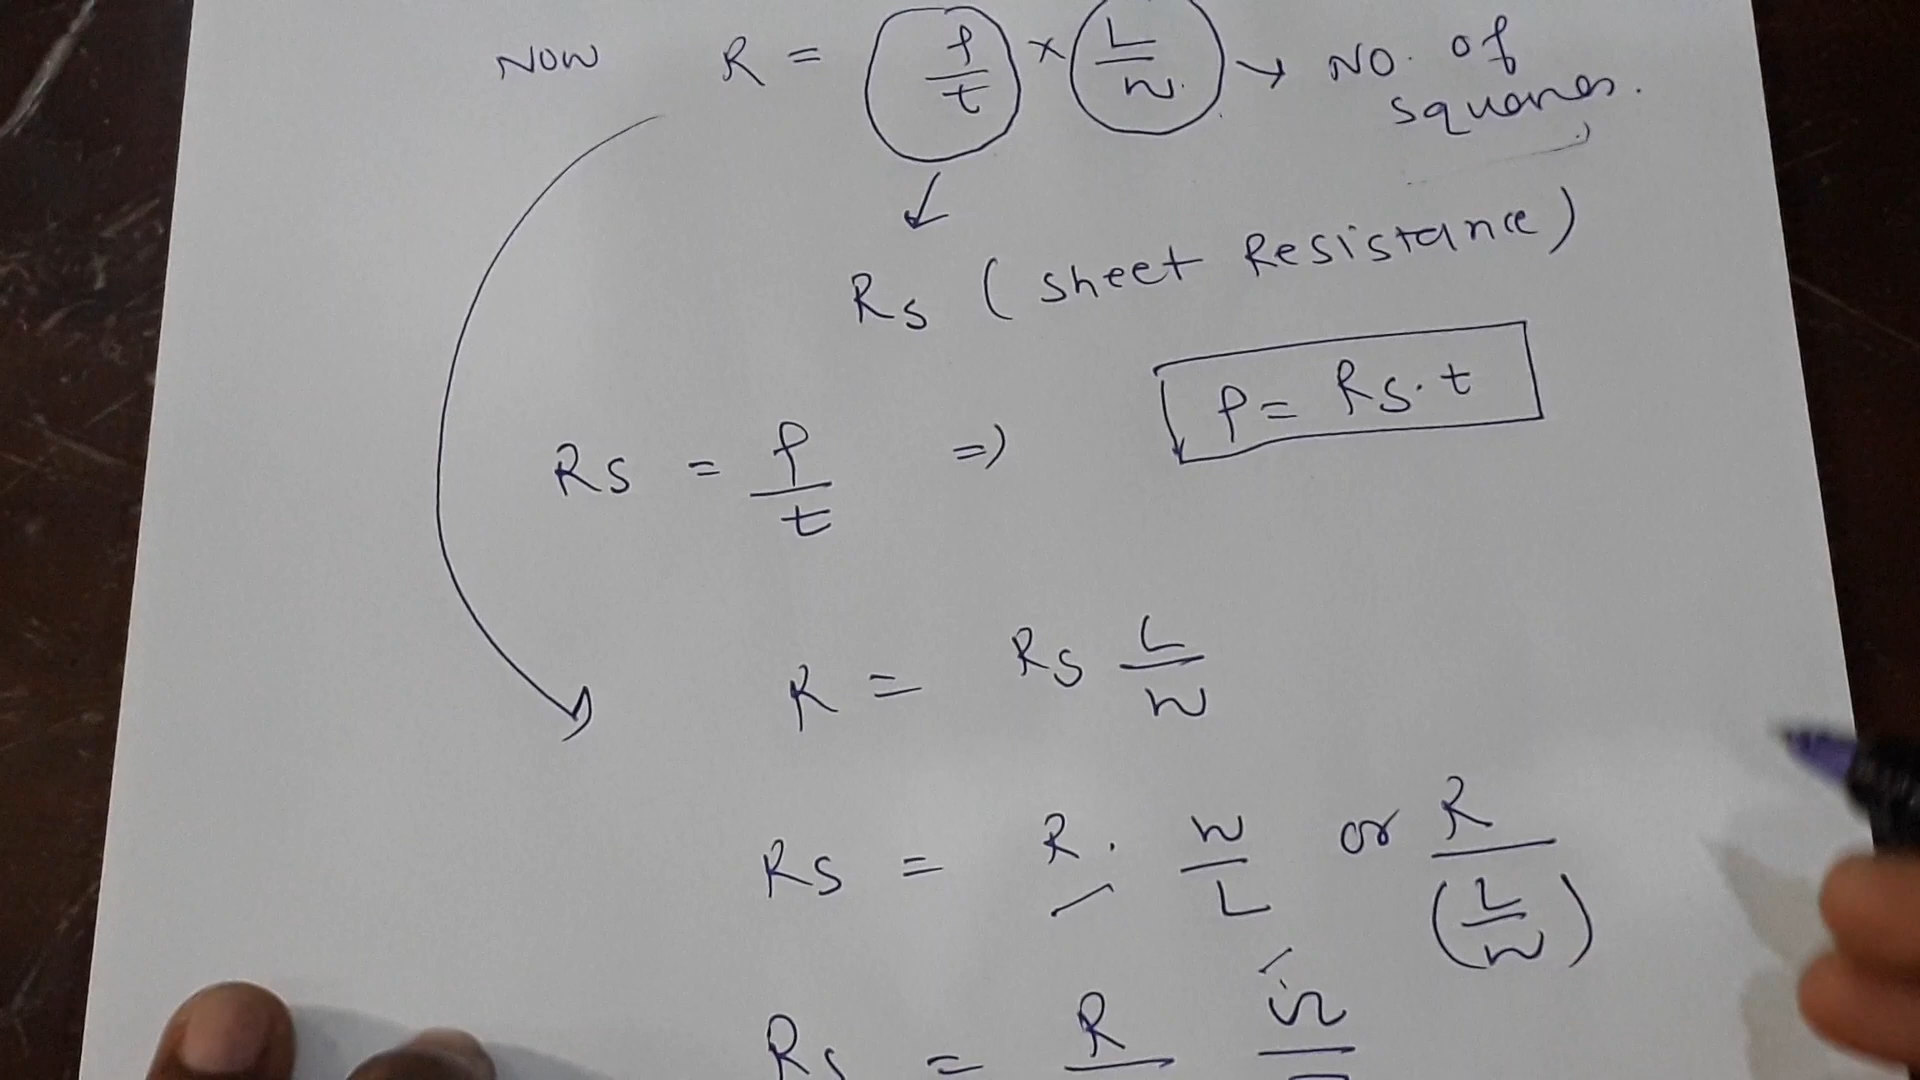 NOW R = ρ/t × L/W → NO. of
squares.
Rs (sheet Resistance)
Rs = ρ/t => ρ = Rs.t
R = Rs L/W
Rs = R. W/L or R/(L/W)
Rs = R Ω